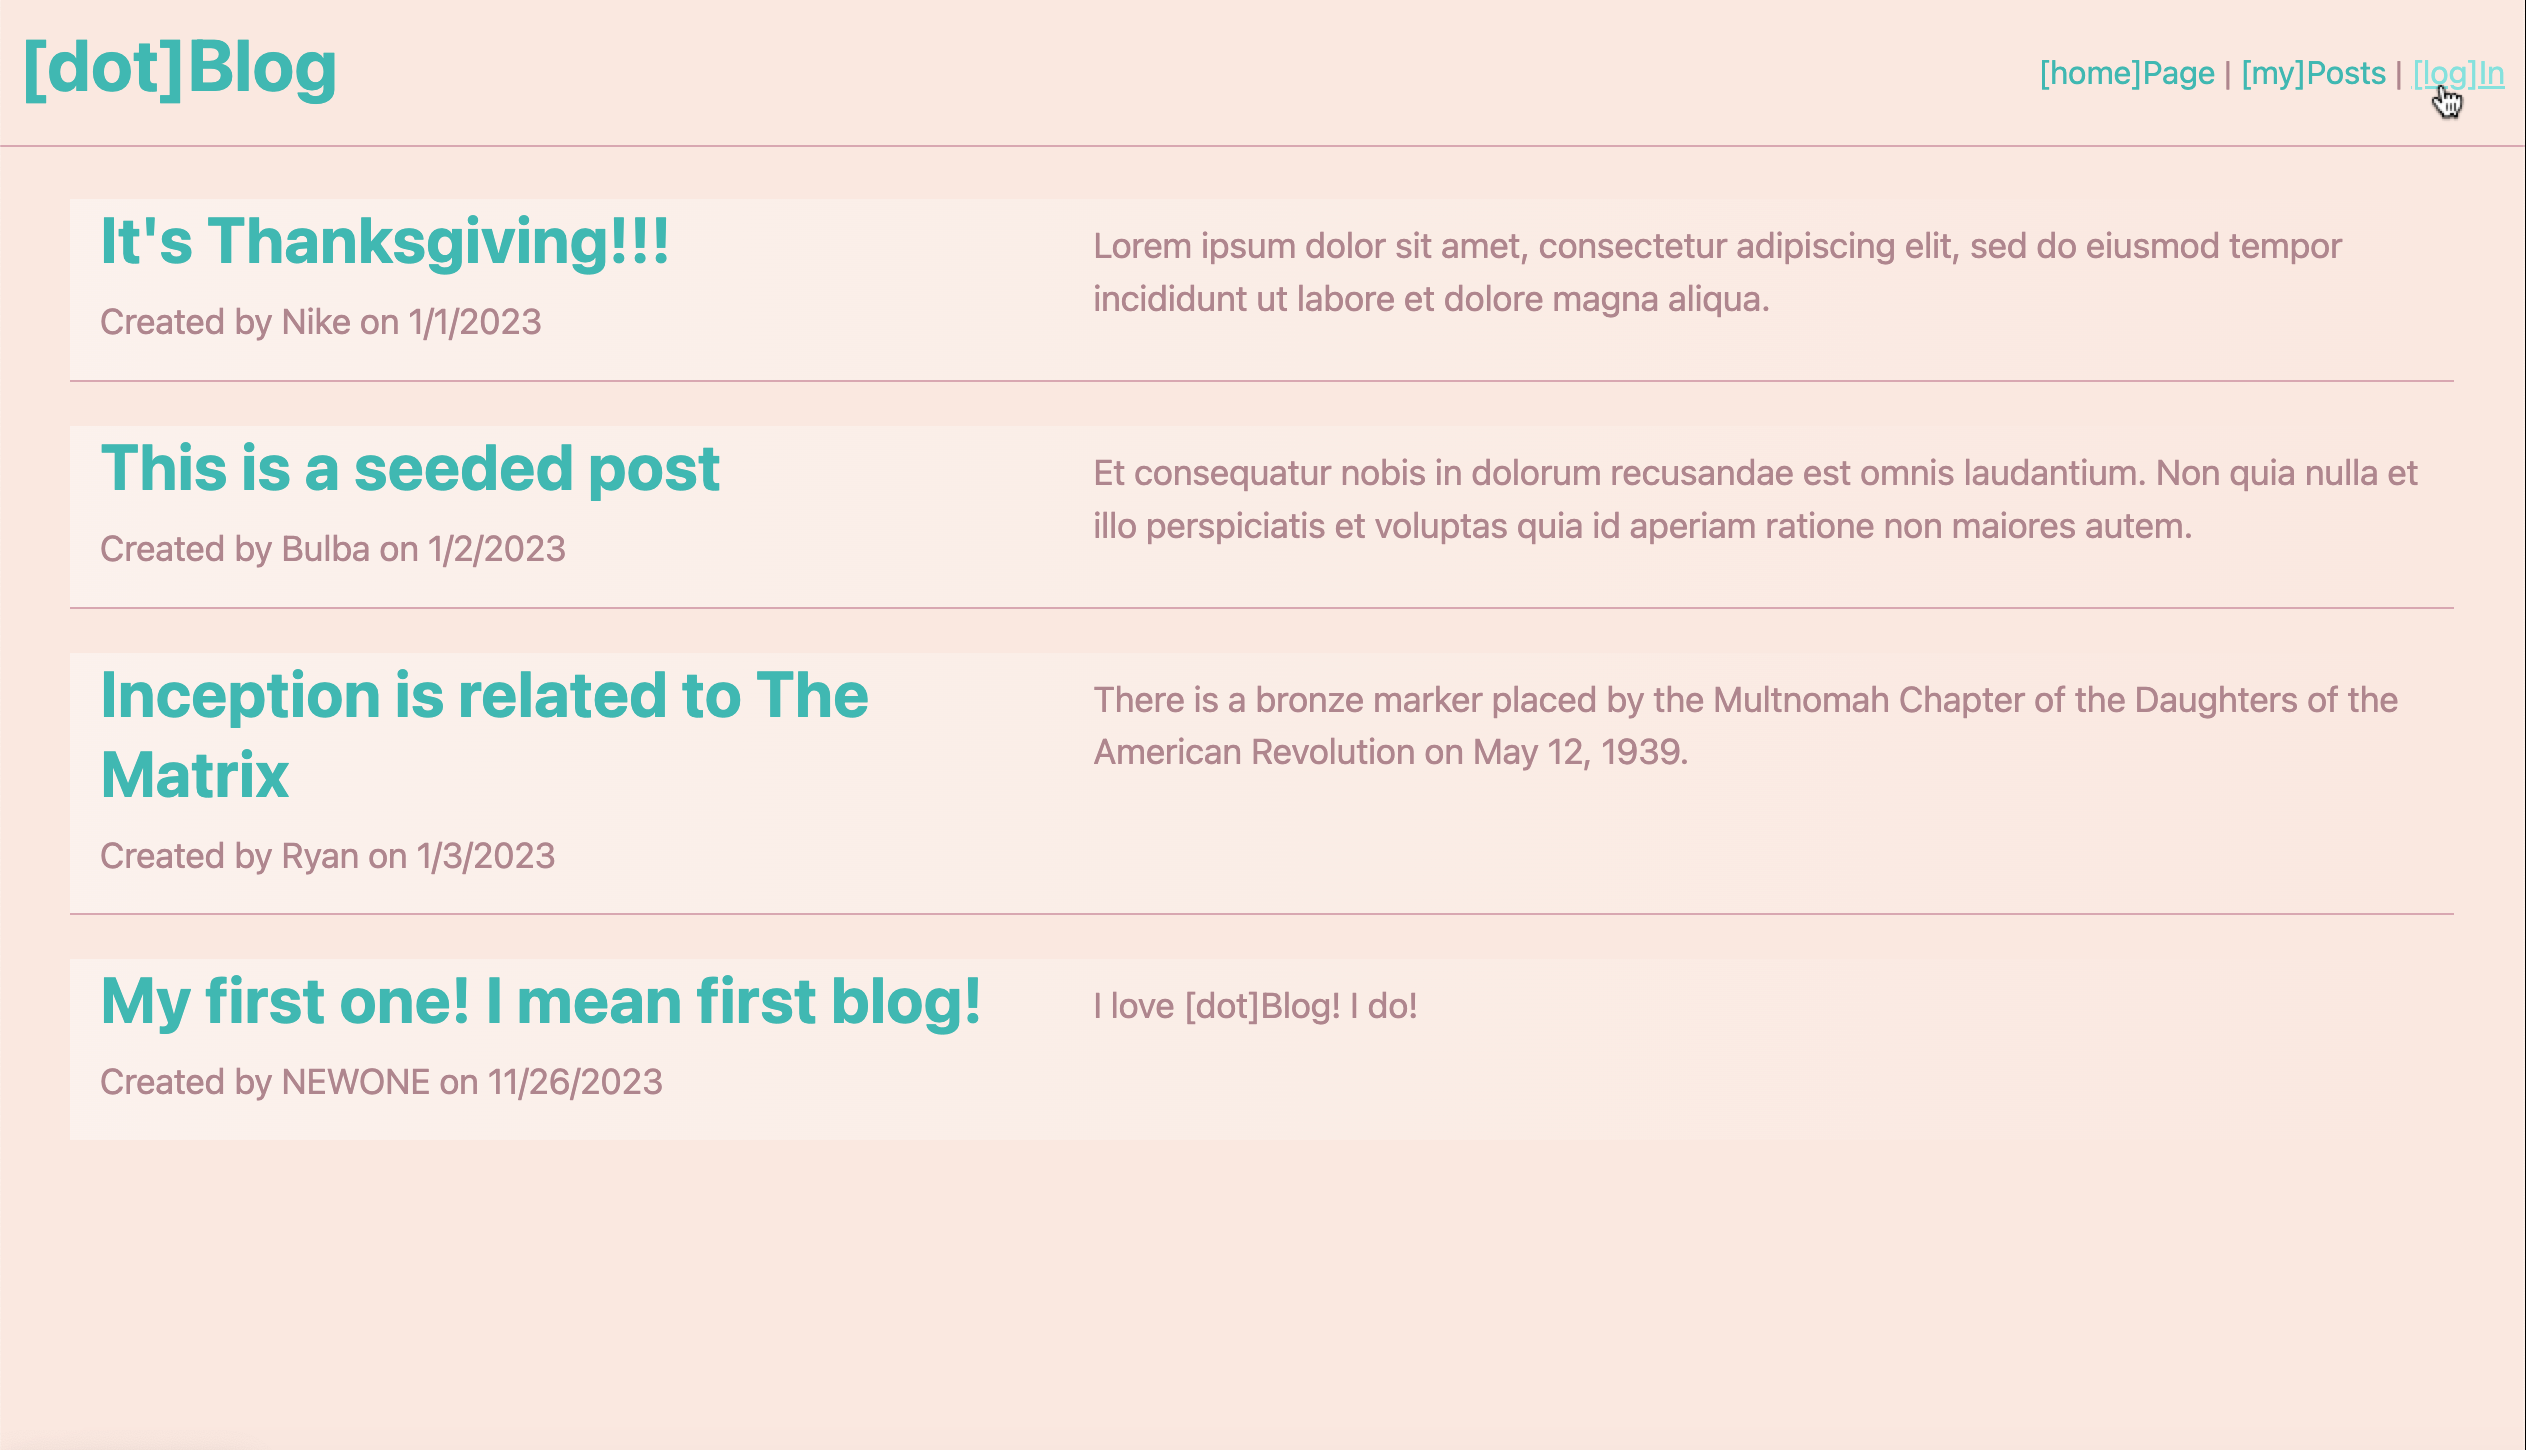 [dot]Blog
[home]Page | [my]Posts | [log]In
It's Thanksgiving!!!
Created by Nike on 1/1/2023
Lorem ipsum dolor sit amet, consectetur adipiscing elit, sed do eiusmod tempor
incididunt ut labore et dolore magna aliqua.
This is a seeded post
Created by Bulba on 1/2/2023
Et consequatur nobis in dolorum recusandae est omnis laudantium. Non quia nulla et
illo perspiciatis et voluptas quia id aperiam ratione non maiores autem.
Inception is related to The
Matrix
Created by Ryan on 1/3/2023
There is a bronze marker placed by the Multnomah Chapter of the Daughters of the
American Revolution on May 12, 1939.
My first one! I mean first blog!
Created by NEWONE on 11/26/2023
I love [dot]Blog! I do!